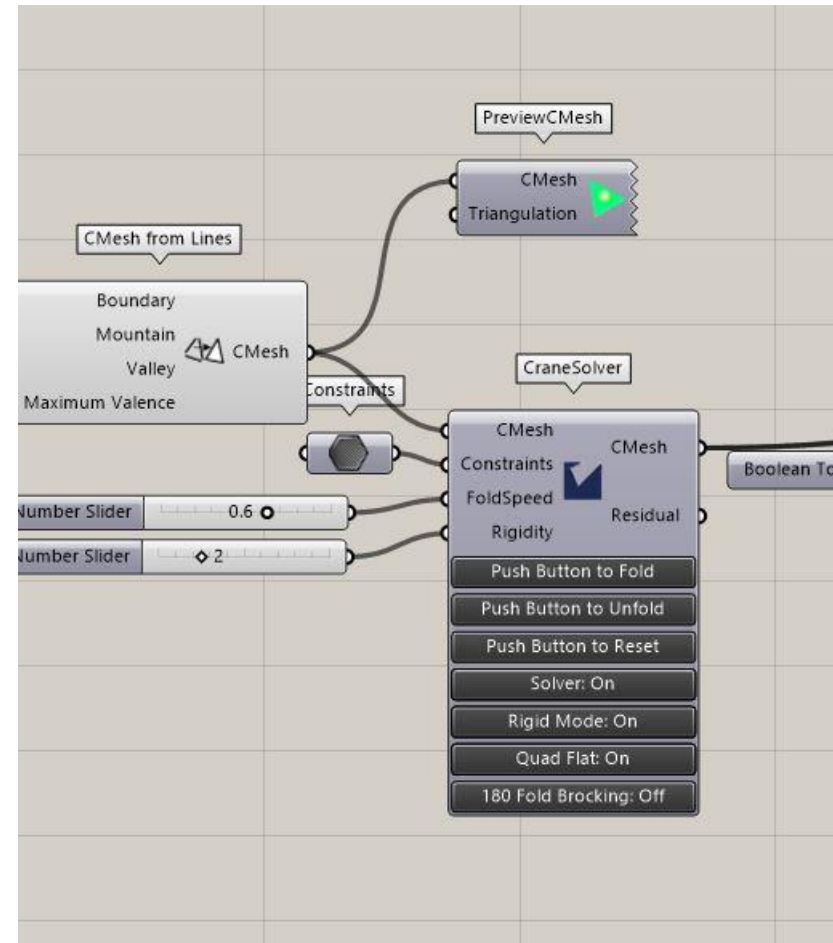 PreviewCMesh
CMesh
Triangulation
CMesh from Lines
Boundary
Mountain
Valley
Maximum Valence
CMesh
Constraints
CraneSolver
CMesh
Constraints
FoldSpeed
Rigidity
CMesh
Residual
Boolean To
Number Slider
0.6
Number Slider
2
Push Button to Fold
Push Button to Unfold
Push Button to Reset
Solver: On
Rigid Mode: On
Quad Flat: On
180 Fold Brocking: Off